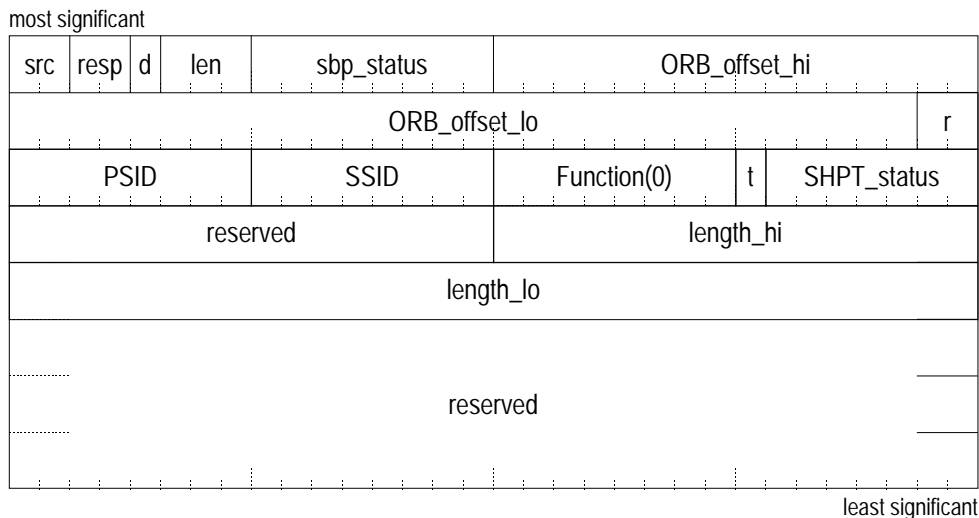 most significant
src resp d len sbp_status ORB_offset_hi
ORB_offset_lo r
PSID SSID Function(0) t SHPT_status
reserved length_hi
length_lo
reserved
least significant